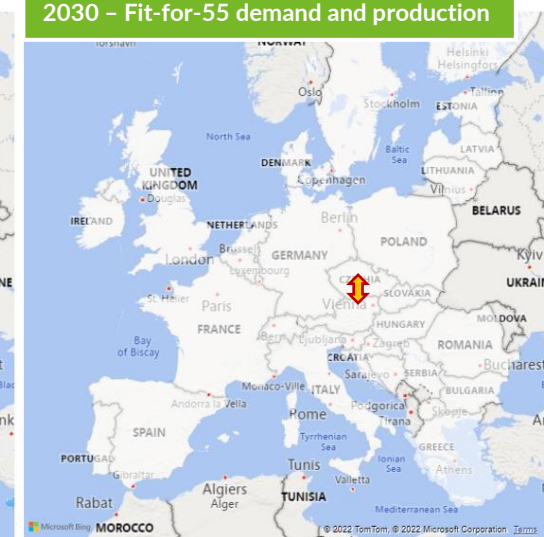 2030 – Fit-for-55 demand and production
NORWAY
Helsinki
Helsingfors
Oslo
Tallinn
Stockholm
ESTONIA
North Sea
LATVIA
DENMARK
Baltic
Sea
LITHUANIA
UNITED
KINGDOM
Copenhagen
Vilnius
Douglas
BELARUS
IRELAND
NETHERLANDS
Berlin
POLAND
London
Brussels
GERMANY
Kyiv
Luxembourg
CZECHIA
UKRAIN
NE
St. Helier
Paris
Vienna
SLOVAKIA
FRANCE
HUNGARY
MOLDOVA
Bay
of Biscay
Bern
Ljubljana
Zagreb
ROMANIA
CROATIA
Sarajevo
SERBIA
Bucharest
Monaco-Ville
ITALY
BULGARIA
Andorra la Vella
Podgorica
Skopje
Rome
Tirana
SPAIN
Tyrrhenian
Sea
GREECE
PORTUGAL
Ionian
Sea
Athens
Gibraltar
Tunis
Valletta
Algiers
Alger
TUNISIA
Rabat
Mediterranean Sea
Microsoft Bing
MOROCCO
© 2022 TomTom, © 2022 Microsoft Corporation Terms